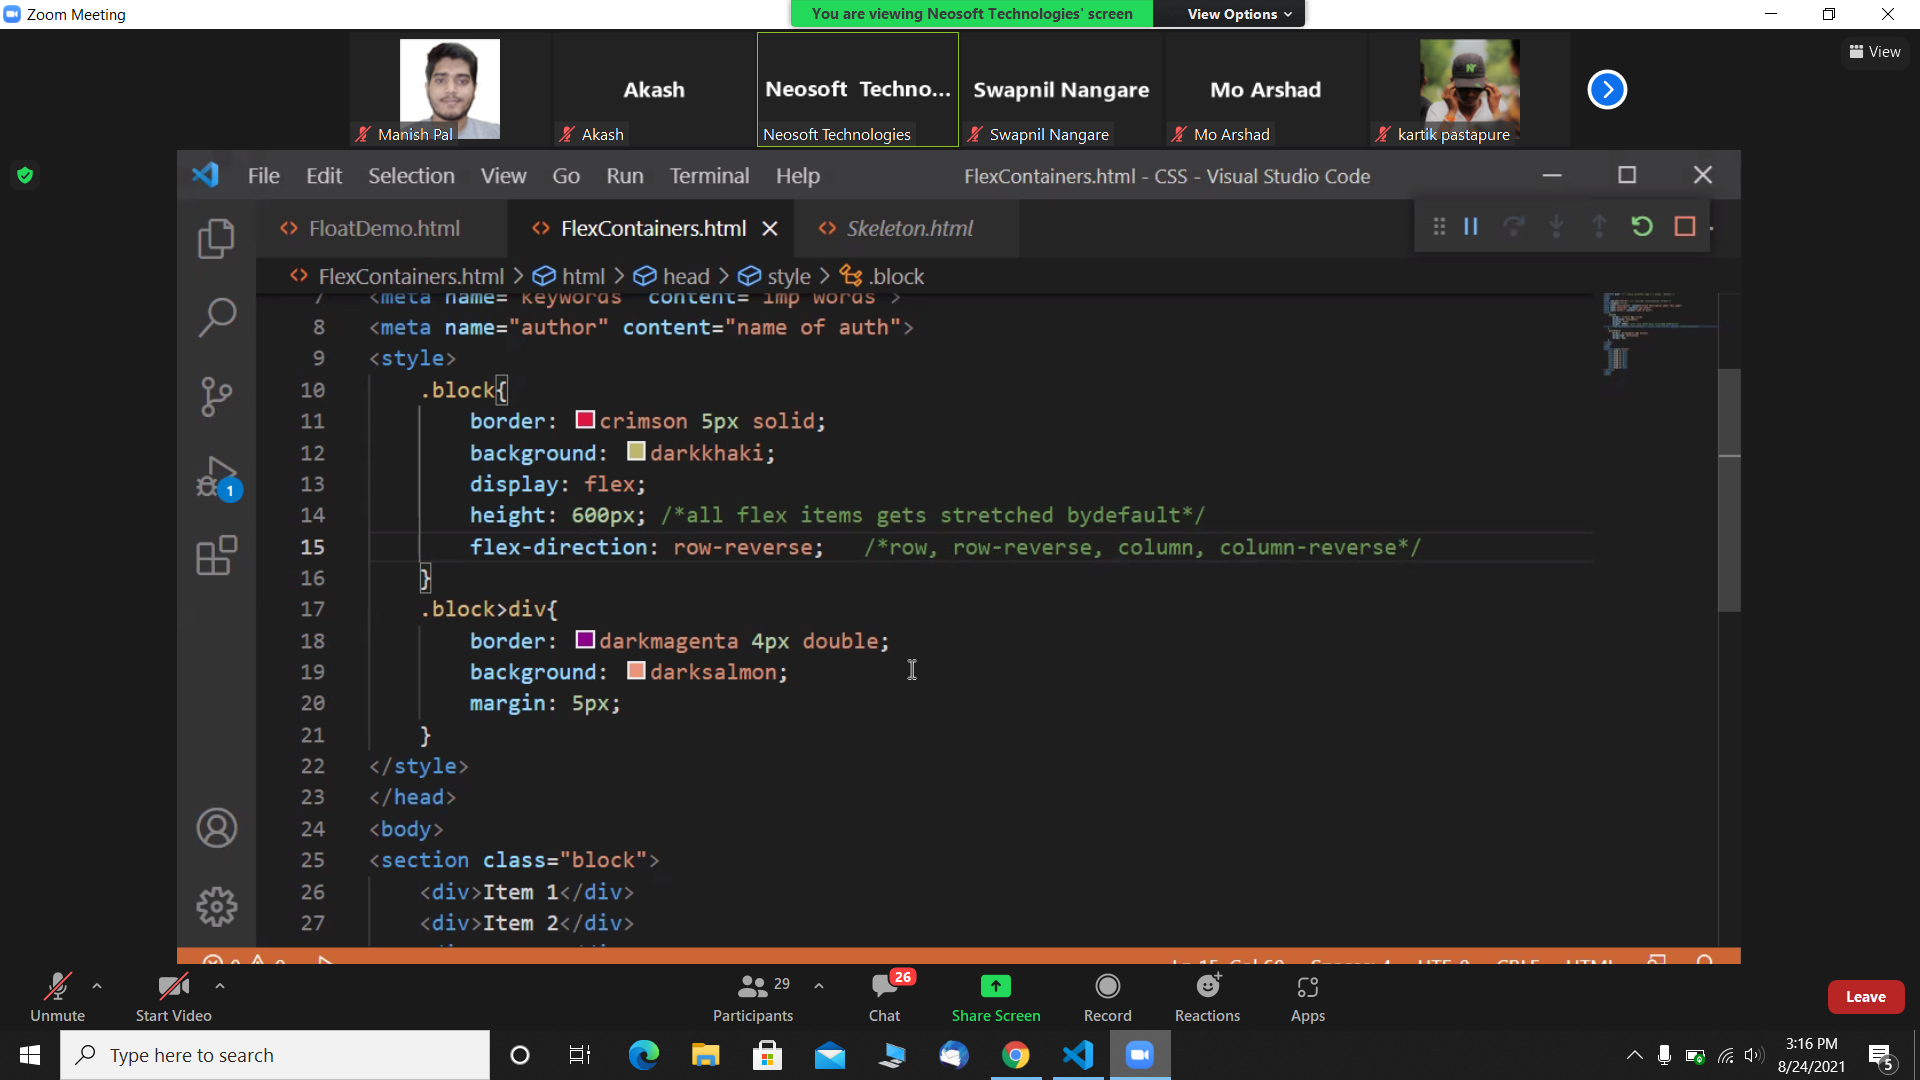 Zoom Meeting
You are viewing Neosoft Technologies' screen
View Options
View
Manish Pal
Akash
Akash
Neosoft Techno...
Neosoft Technologies
Swapnil Nangare
Swapnil Nangare
Mo Arshad
Mo Arshad
kartik pastapure
File Edit Selection View Go Run Terminal Help
FlexContainers.html - CSS - Visual Studio Code
FloatDemo.html
FlexContainers.html
Skeleton.html
FlexContainers.html > html > head > style > .block
7 <meta name="keywords" content="imp words">
8 <meta name="author" content="name of auth">
9 <style>
10 .block{
11 border: crimson 5px solid;
12 background: darkkhaki;
13 display: flex;
14 height: 600px; /*all flex items gets stretched bydefault*/
15 flex-direction: row-reverse; /*row, row-reverse, column, column-reverse*/
16 }
17 .block>div{
18 border: darkmagenta 4px double;
19 background: darksalmon;
20 margin: 5px;
21 }
22 </style>
23 </head>
24 <body>
25 <section class="block">
26 <div>Item 1</div>
27 <div>Item 2</div>
1
Unmute
Start Video
29
Participants
26
Chat
Share Screen
Record
Reactions
Apps
Leave
Type here to search
3:16 PM
8/24/2021
5